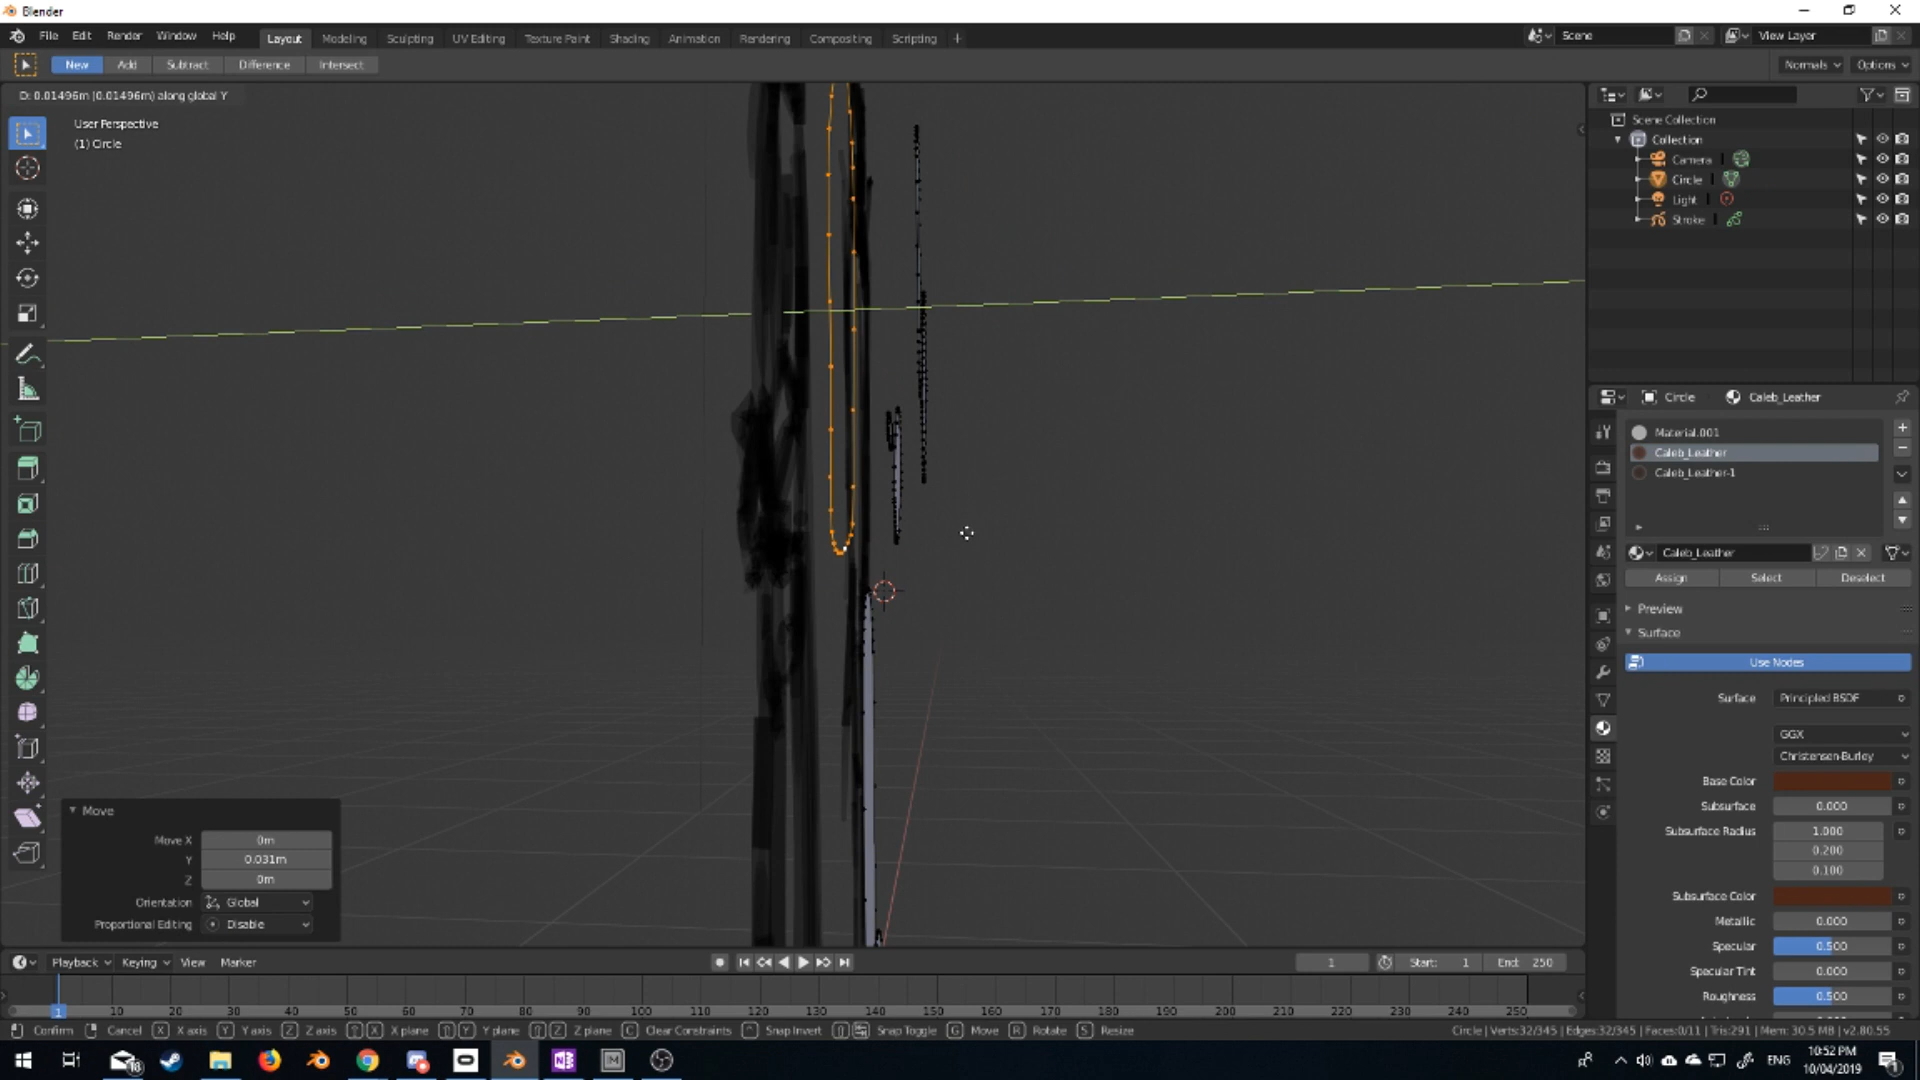 Blender
File Edit Render Window Help Layout Modeling Sculpting UV Editing Texture Paint Shading Animation Rendering Compositing Scripting + Scene View Layer
New Add Subtract Difference Intersect Normals Options
D: 0.01496m (0.01496m) along global Y
User Perspective
(1) Circle
Scene Collection
Collection
Camera
Circle
Light
Stroke
Circle Caleb_Leather
Material.001
Caleb_Leather
Caleb_Leather-1
Caleb_Leather
Assign Select Deselect
Preview
Surface
Use Nodes
Surface Principled BSDF
GGX
Christensen-Burley
Base Color
Subsurface 0.000
Subsurface Radius 1.000
0.200
0.100
Subsurface Color
Metallic 0.000
Specular 0.500
Specular Tint 0.000
Roughness 0.500
Move
Move X 0m
Y 0.031m
Z 0m
Orientation Global
Proportional Editing Disable
Playback Keying View Marker 1 Start: 1 End: 250
1 10 20 30 40 50 60 70 80 90 100 110 120 130 140 150 160 170 180 190 200 210 220 230 240 250
Confirm Cancel X X axis Y Y axis Z Z axis X X plane Y Y plane Z Z plane C Clear Constraints Snap Invert Snap Toggle G Move R Rotate S Resize Circle | Verts:32/345 | Edges:32/345 | Faces:0/11 | Tris:291 | Mem: 30.5 MB | v2.80.55
18 ENG 10:52 PM
10/04/2019